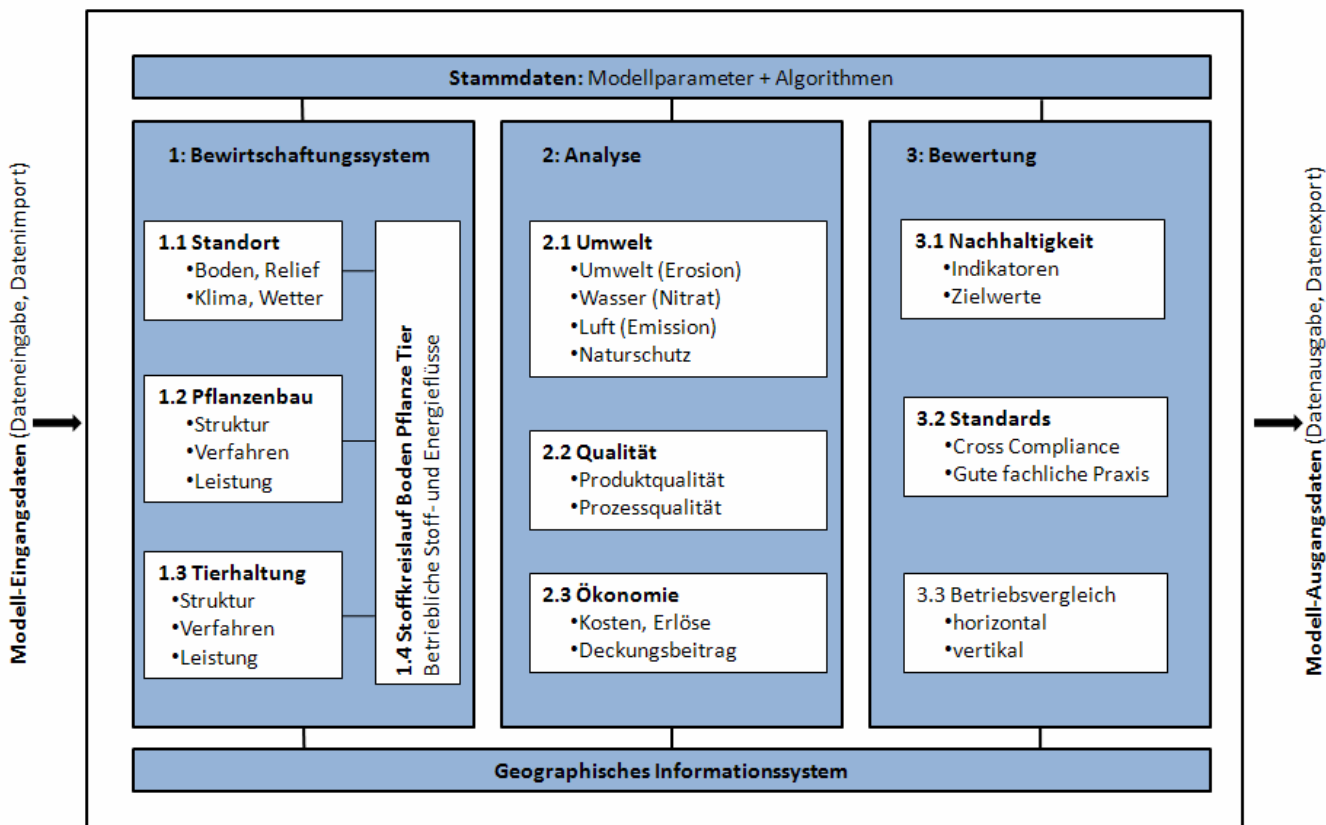 Modell-Eingangsdaten (Dateneingabe, Datenimport)
Stammdaten: Modellparameter + Algorithmen
1: Bewirtschaftungssystem
1.1 Standort
•Boden, Relief
•Klima, Wetter
1.2 Pflanzenbau
•Struktur
•Verfahren
•Leistung
1.3 Tierhaltung
•Struktur
•Verfahren
•Leistung
1.4 Stoffkreislauf Boden Pflanze Tier
Betriebliche Stoff- und Energieflüsse
2: Analyse
2.1 Umwelt
•Umwelt (Erosion)
•Wasser (Nitrat)
•Luft (Emission)
•Naturschutz
2.2 Qualität
•Produktqualität
•Prozessqualität
2.3 Ökonomie
•Kosten, Erlöse
•Deckungsbeitrag
3: Bewertung
3.1 Nachhaltigkeit
•Indikatoren
•Zielwerte
3.2 Standards
•Cross Compliance
•Gute fachliche Praxis
3.3 Betriebsvergleich
•horizontal
•vertikal
Geographisches Informationssystem
Modell-Ausgangsdaten (Datenausgabe, Datenexport)